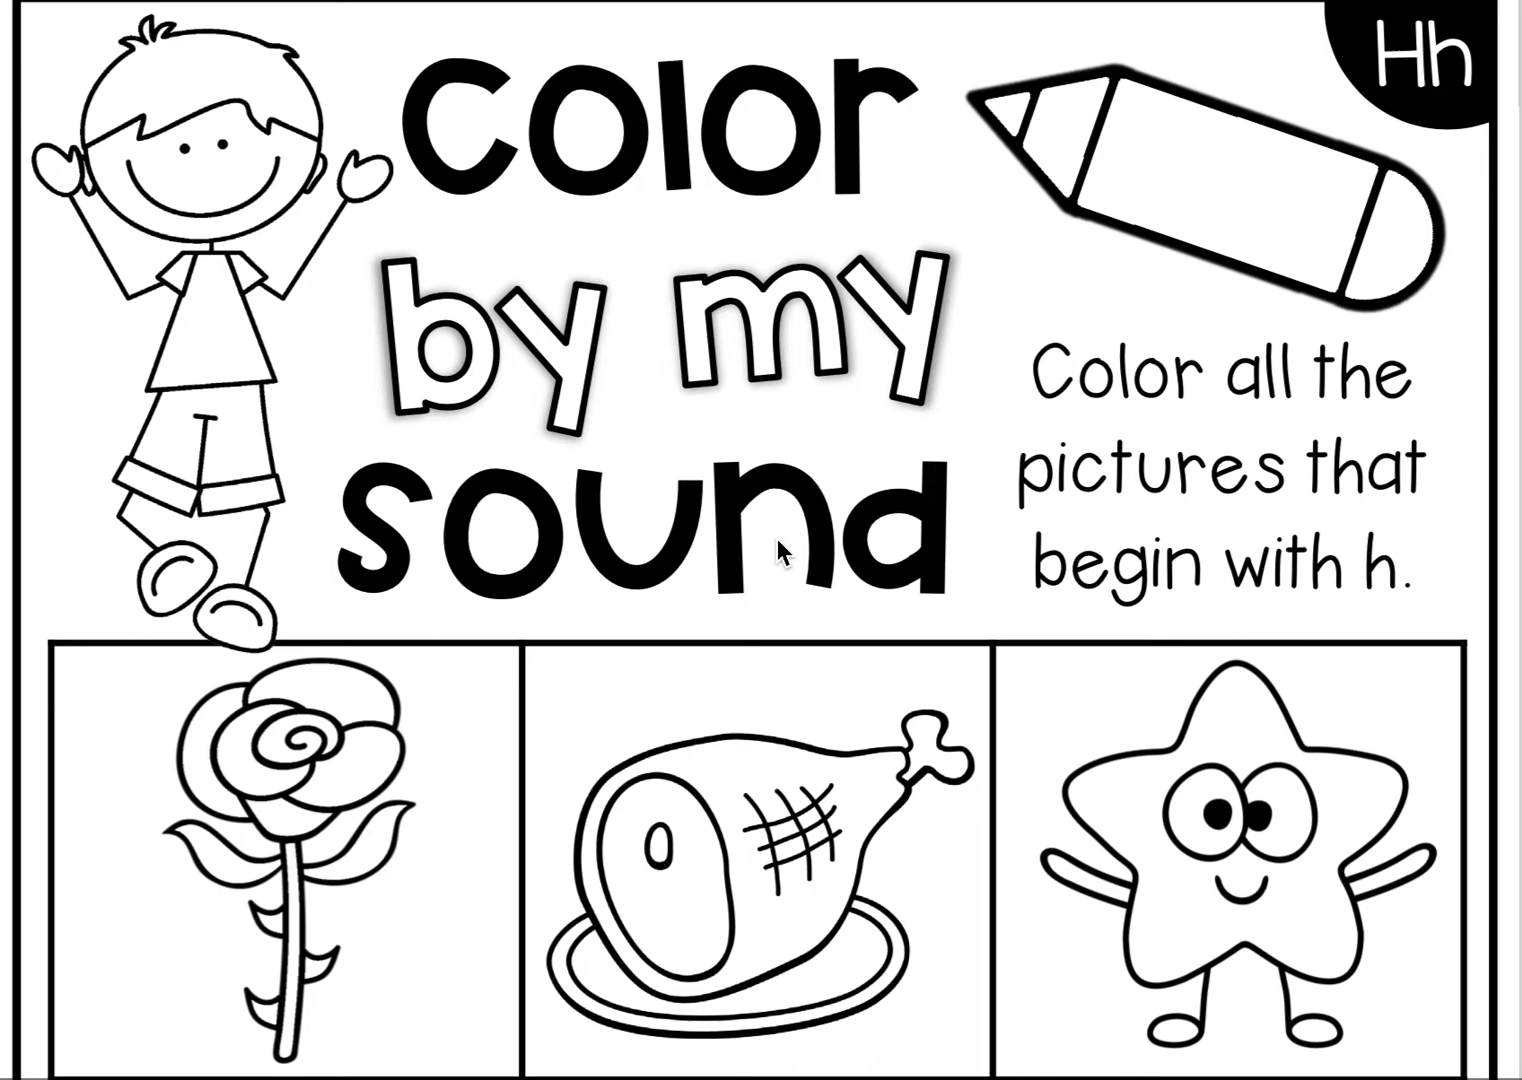 Hh
color
by my
sound
Color all the
pictures that
begin with h.